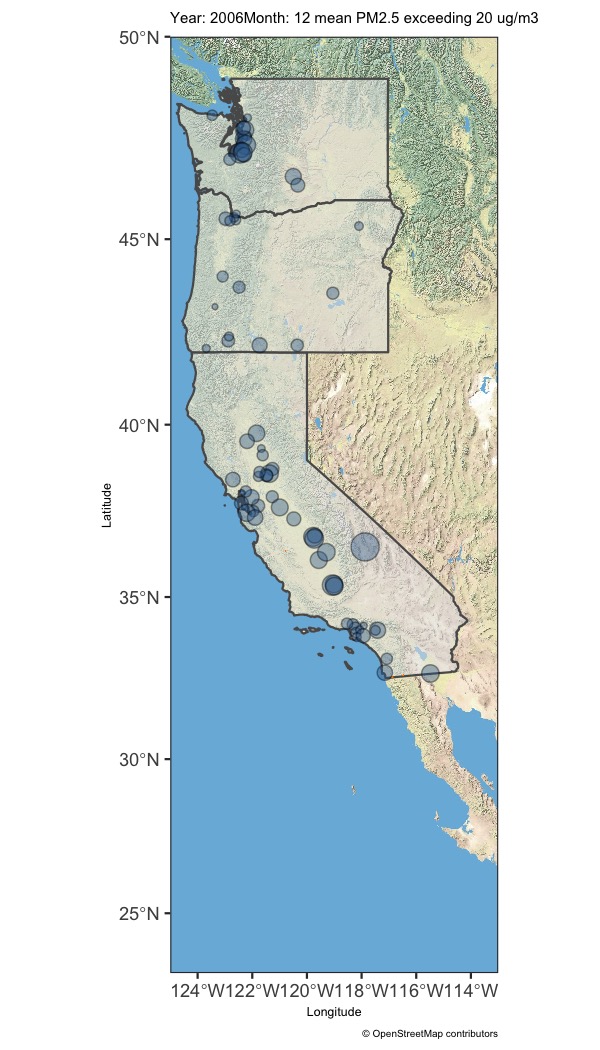 Year: 2006Month: 12 mean PM2.5 exceeding 20 ug/m3
50°N
45°N
40°N
35°N
30°N
25°N
Latitude
124°W122°W120°W118°W116°W114°W
Longitude
© OpenStreetMap contributors